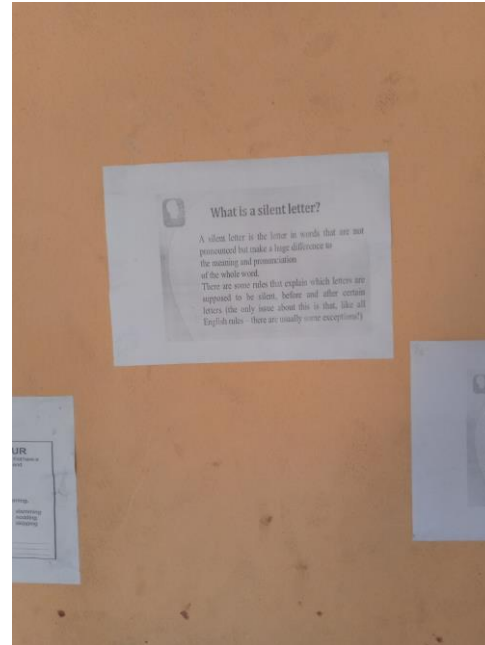 What is a silent letter?
A silent letter is the letter in words that are not
pronounced but make a huge difference to
the meaning and pronunciation
of the whole word.
There are some rules that explain which letters are
supposed to be silent, before and after certain
letters (the only issue about this is that, like all
English rules – there are usually some exceptions!)
UR